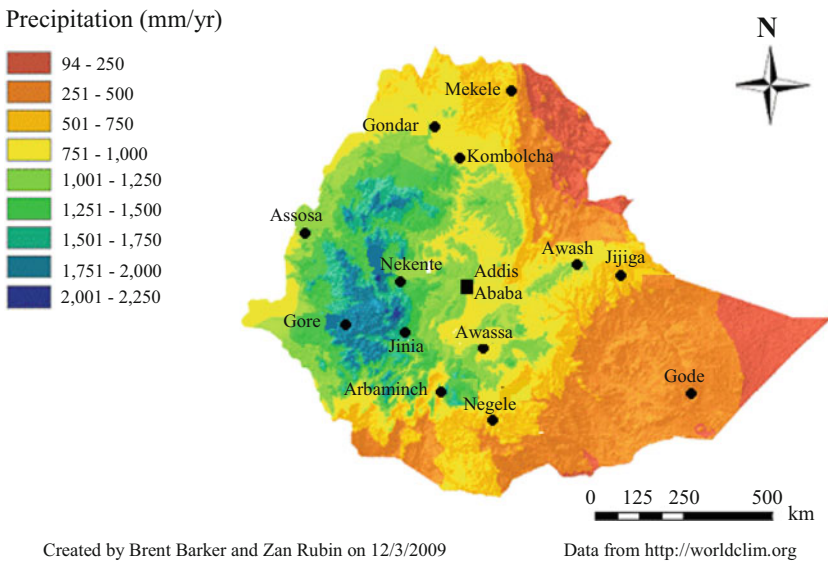 Precipitation (mm/yr)
94 - 250
251 - 500
501 - 750
751 - 1,000
1,001 - 1,250
1,251 - 1,500
1,501 - 1,750
1,751 - 2,000
2,001 - 2,250
N
Mekele
Gondar
Kombolcha
Assosa
Nekente
Addis
Ababa
Awash
Jijiga
Gore
Jinia
Awassa
Arbaminch
Negele
Gode
0 125 250 500
km
Created by Brent Barker and Zan Rubin on 12/3/2009
Data from http://worldclim.org